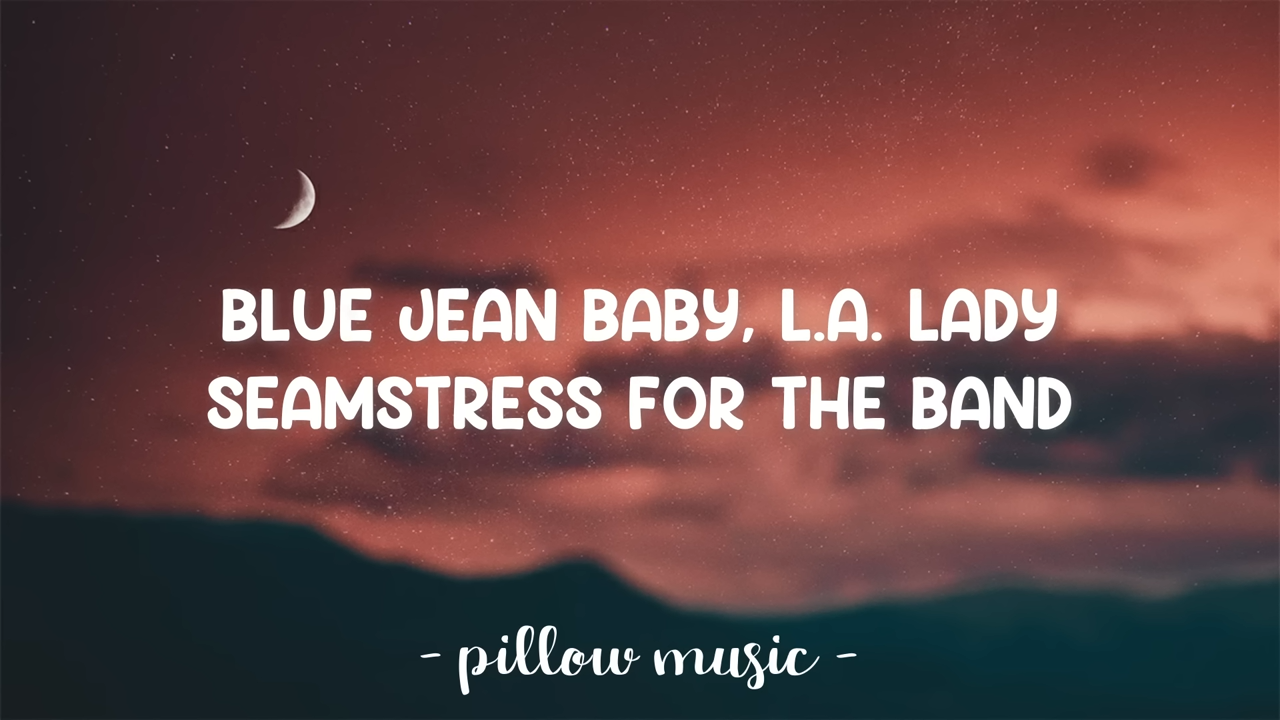 BLUE JEAN BABY, L.A. LADY
SEAMSTRESS FOR THE BAND
- pillow music -